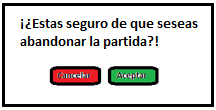 ¡¿Estas seguro de que seseas
abandonar la partida?!
Cancelar Aceptar